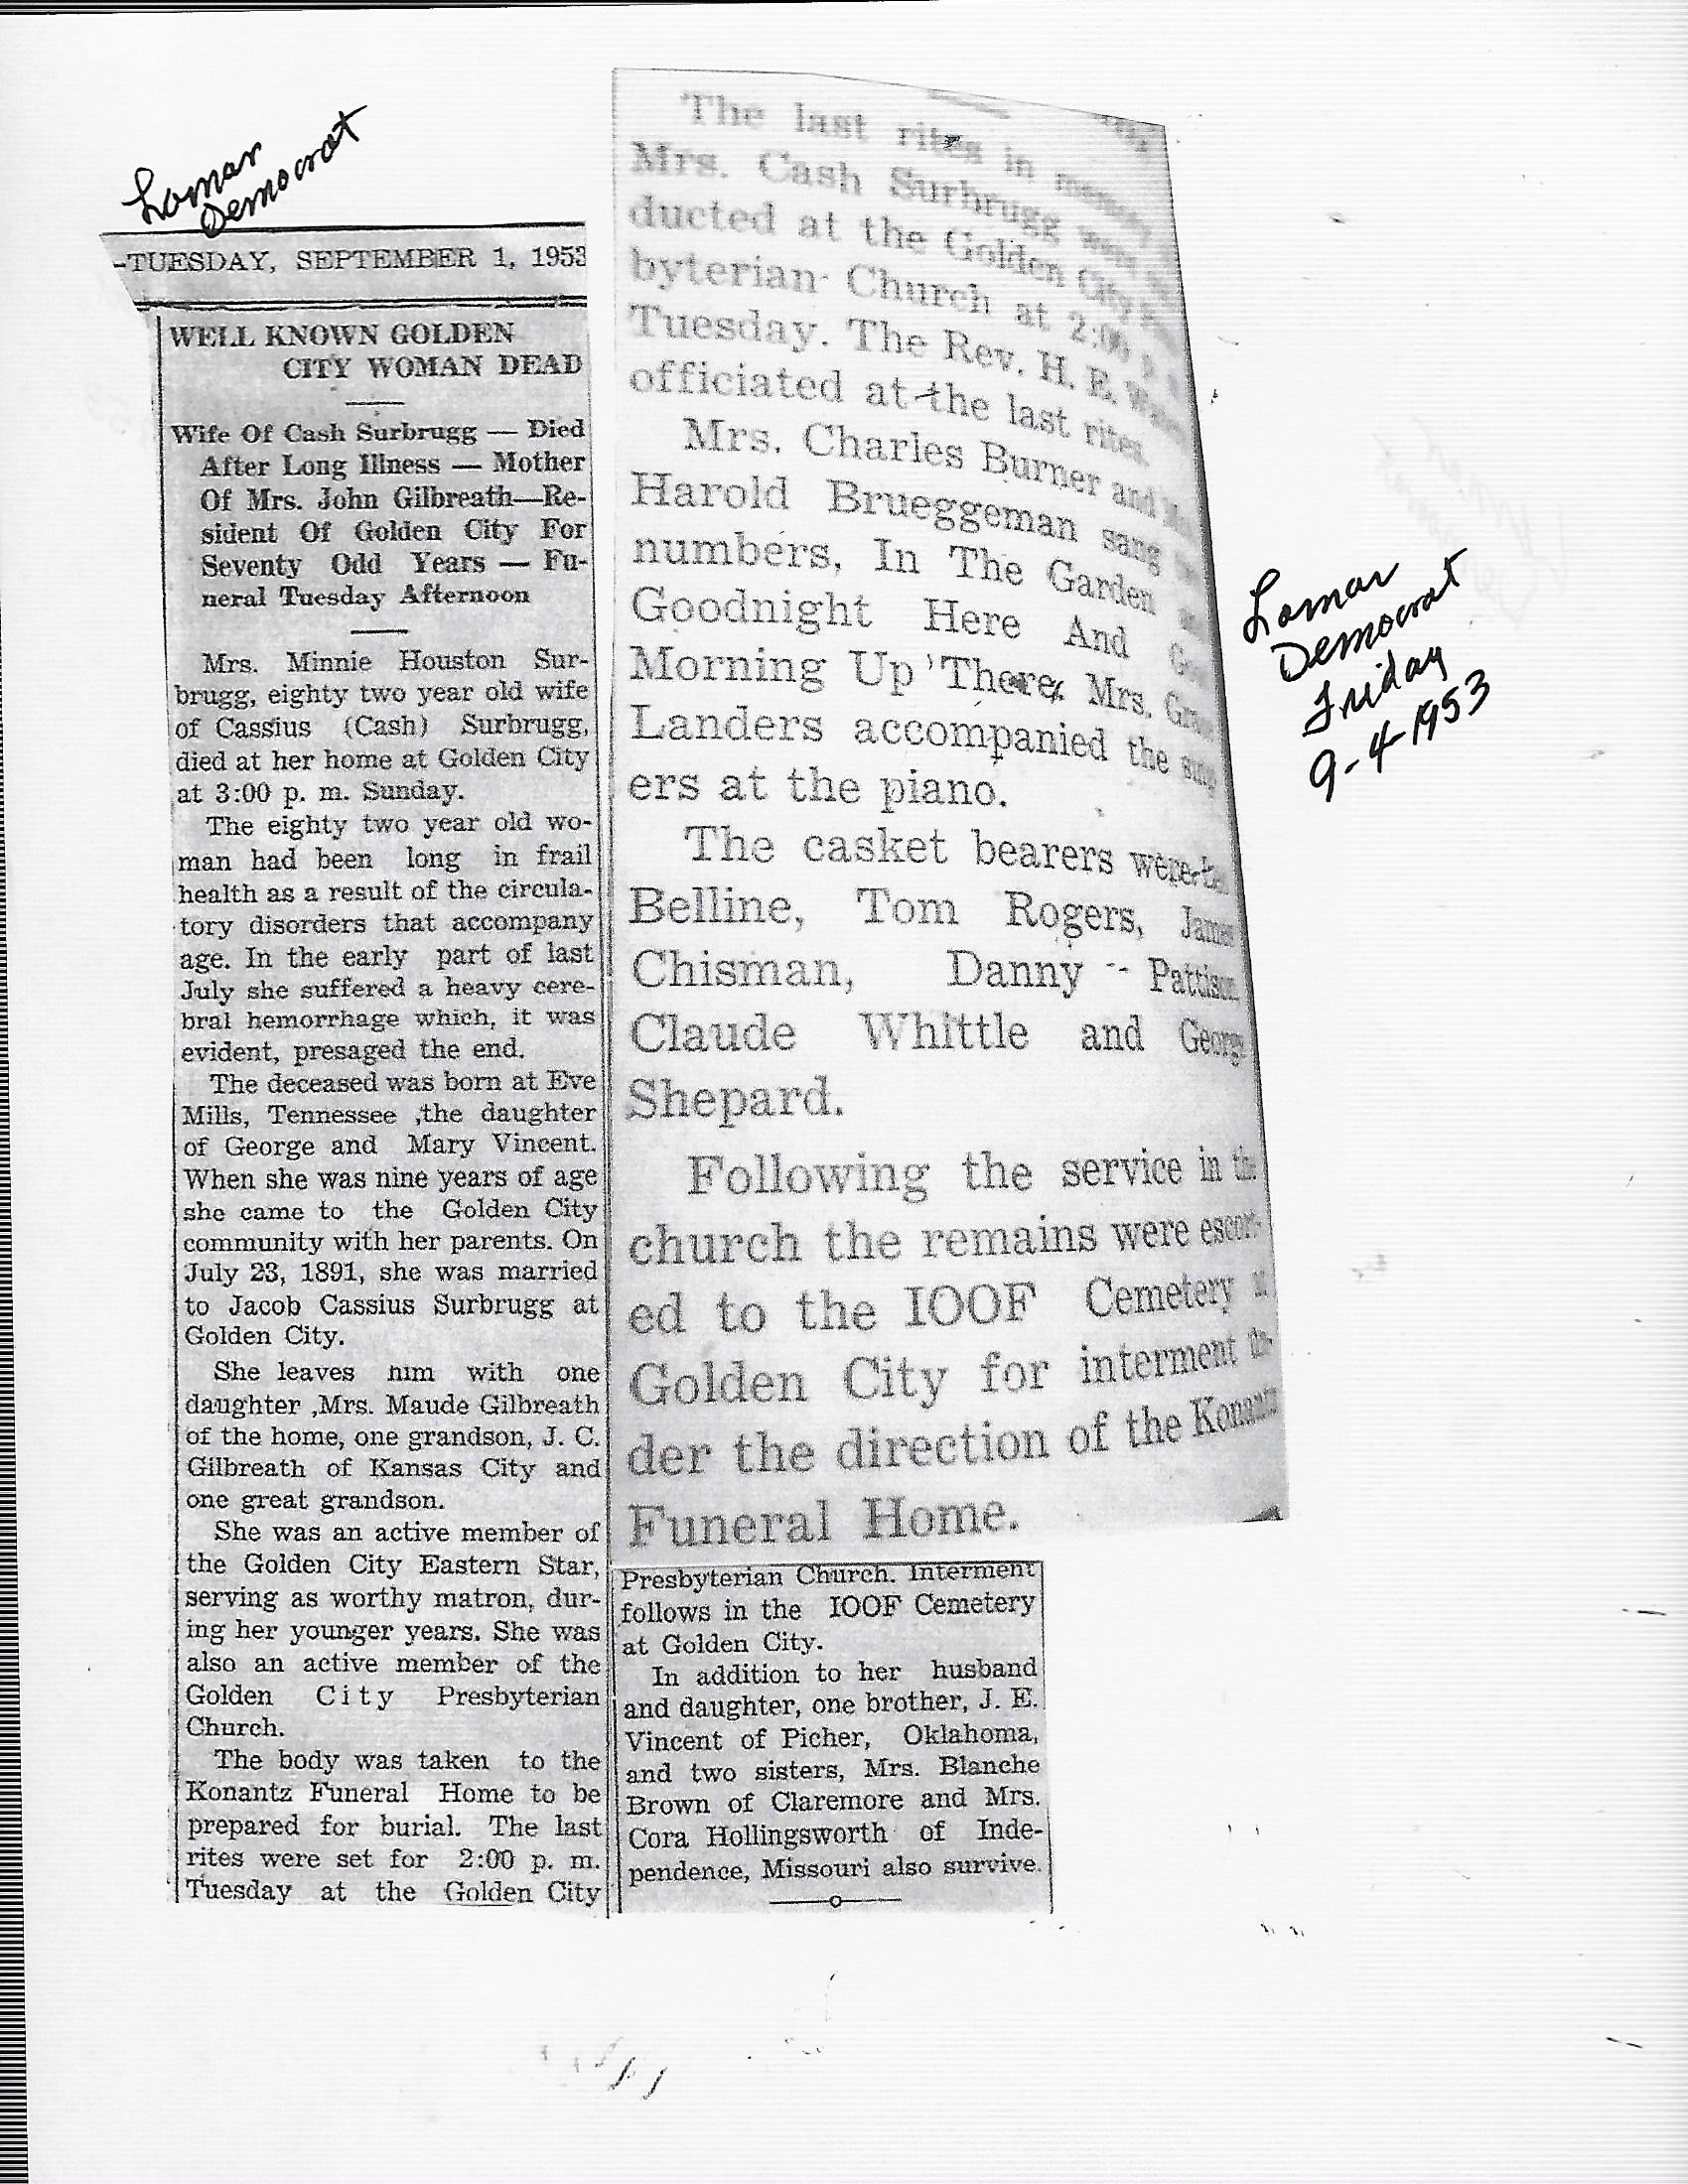 Lamar
Democrat
-TUESDAY, SEPTEMBER 1, 1953
WELL KNOWN GOLDEN
CITY WOMAN DEAD
Wife Of Cash Surbrugg — Died
After Long Illness — Mother
Of Mrs. John Gilbreath—Re-
sident Of Golden City For
Seventy Odd Years — Fu-
neral Tuesday Afternoon
Mrs. Minnie Houston Sur-
brugg, eighty two year old wife
of Cassius (Cash) Surbrugg,
died at her home at Golden City
at 3:00 p. m. Sunday.
The eighty two year old wo-
man had been long in frail
health as a result of the circula-
tory disorders that accompany
age. In the early part of last
July she suffered a heavy cere-
bral hemorrhage which, it was
evident, presaged the end.
The deceased was born at Eve
Mills, Tennessee ,the daughter
of George and Mary Vincent.
When she was nine years of age
she came to the Golden City
community with her parents. On
July 23, 1891, she was married
to Jacob Cassius Surbrugg at
Golden City.
She leaves him with one
daughter ,Mrs. Maude Gilbreath
of the home, one grandson, J. C.
Gilbreath of Kansas City and
one great grandson.
She was an active member of
the Golden City Eastern Star,
serving as worthy matron, dur-
ing her younger years. She was
also an active member of the
Golden City Presbyterian
Church.
The body was taken to the
Konantz Funeral Home to be
prepared for burial. The last
rites were set for 2:00 p. m.
Tuesday at the Golden City
Presbyterian Church. Interment
follows in the IOOF Cemetery
at Golden City.
In addition to her husband
and daughter, one brother, J. E.
Vincent of Picher, Oklahoma,
and two sisters, Mrs. Blanche
Brown of Claremore and Mrs.
Cora Hollingsworth of Inde-
pendence, Missouri also survive.
The last rites in memory
Mrs. Cash Surbrugg were
ducted at the Golden City
byterian Church at 2:00 p.
Tuesday. The Rev. H. E.
officiated at the last rites.
Mrs. Charles Burner and
Harold Brueggeman sang
numbers, In The Garden
Goodnight Here And
Morning Up There. Mrs.
Landers accompanied the
ers at the piano.
The casket bearers were
Belline, Tom Rogers, James
Chisman, Danny Pattison
Claude Whittle and George
Shepard.
Following the service in the
church the remains were escort-
ed to the IOOF Cemetery
Golden City for interment
der the direction of the Konantz
Funeral Home.
Lamar
Democrat
Friday
9-4-1953